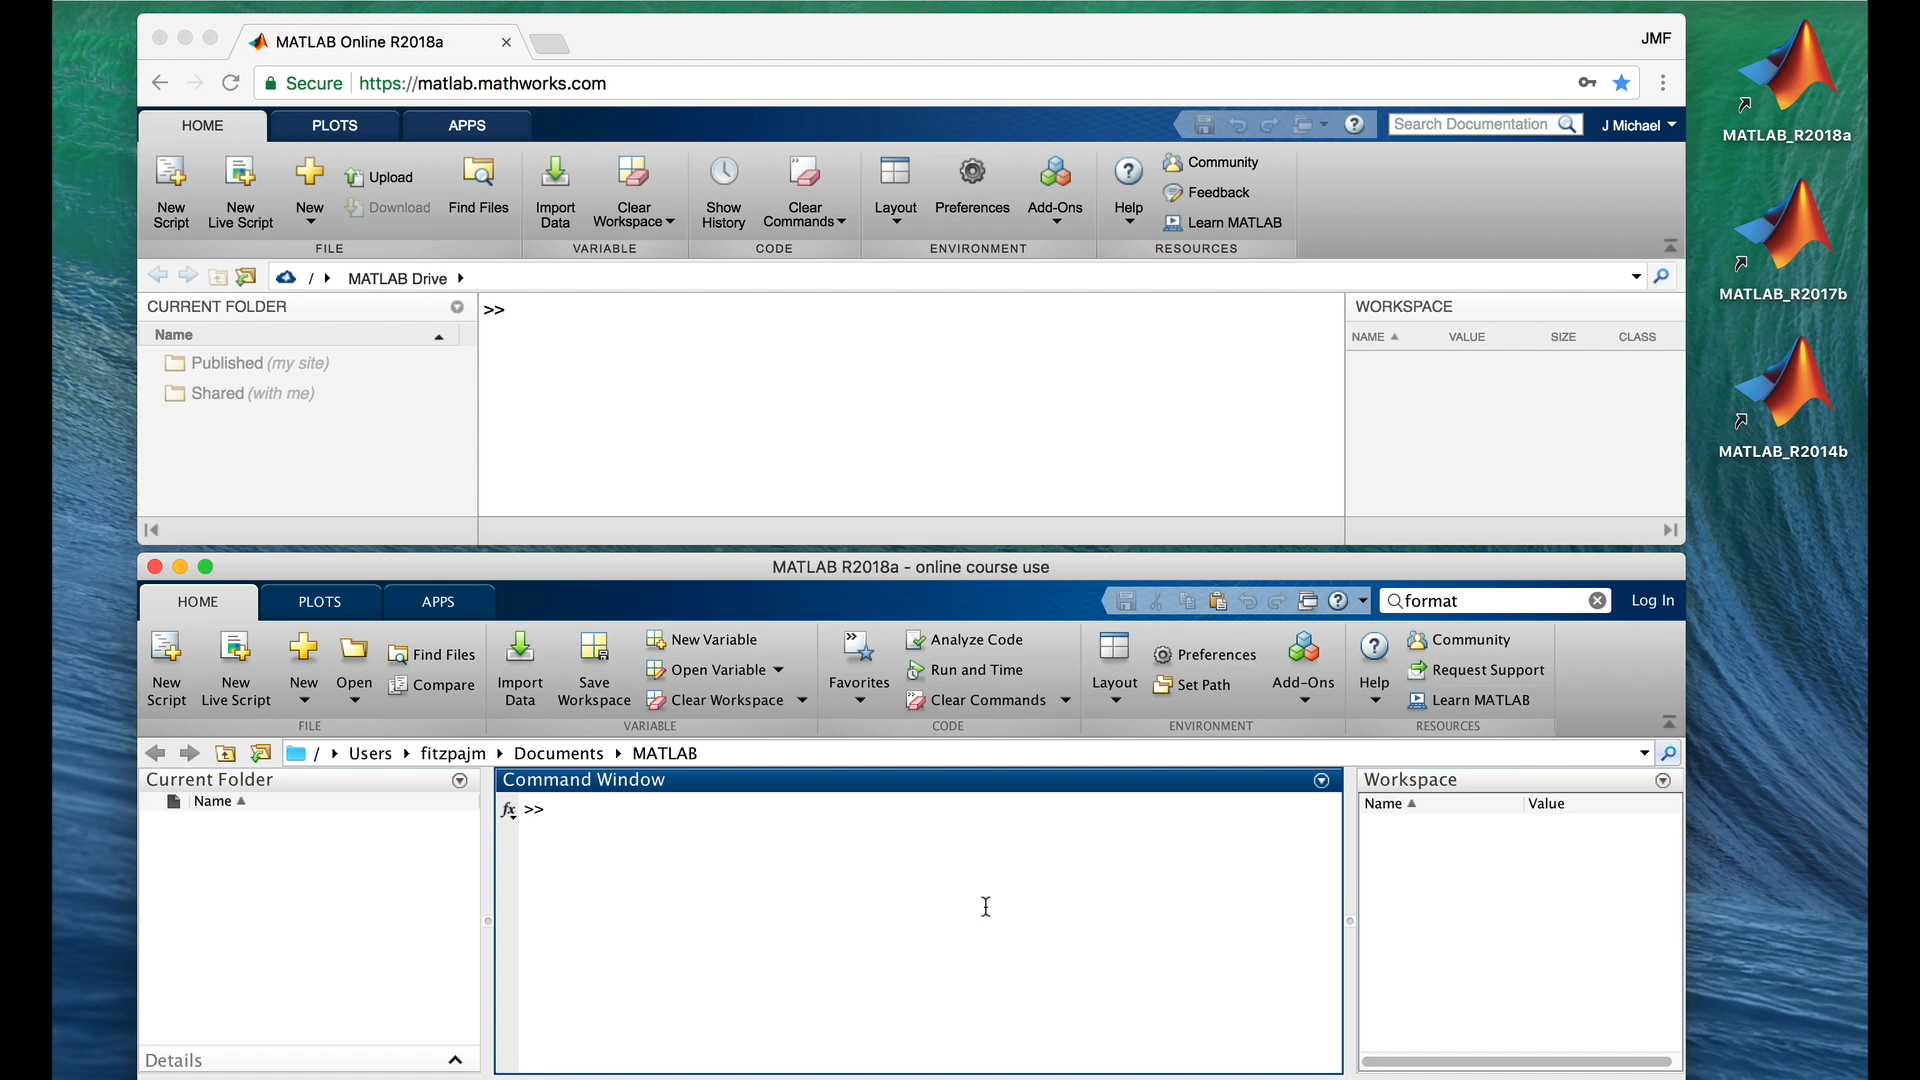 MATLAB Online R2018a
JMF
Secure https://matlab.mathworks.com
HOME PLOTS APPS Search Documentation J Michael
New Script
New Live Script
New
Upload
Download
Find Files
Import Data
Clear Workspace
Show History
Clear Commands
Layout
Preferences
Add-Ons
Help
Community
Feedback
Learn MATLAB
FILE VARIABLE CODE ENVIRONMENT RESOURCES
/ MATLAB Drive
CURRENT FOLDER
Name
Published (my site)
Shared (with me)
>>
WORKSPACE
NAME VALUE SIZE CLASS
MATLAB_R2018a
MATLAB_R2017b
MATLAB_R2014b
MATLAB R2018a - online course use
HOME PLOTS APPS format Log In
New Script
New Live Script
New
Open
Find Files
Compare
Import Data
Save Workspace
New Variable
Open Variable
Clear Workspace
Favorites
Analyze Code
Run and Time
Clear Commands
Layout
Preferences
Set Path
Add-Ons
Help
Community
Request Support
Learn MATLAB
FILE VARIABLE CODE ENVIRONMENT RESOURCES
/ Users fitzpajm Documents MATLAB
Current Folder
Name
Details
Command Window
fx >>
Workspace
Name Value